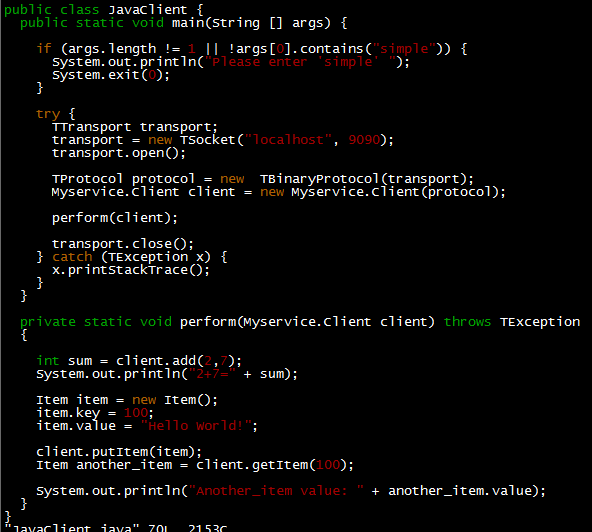 public class JavaClient {
  public static void main(String [] args) {

    if (args.length != 1 || !args[0].contains("simple")) {
      System.out.println("Please enter 'simple' ");
      System.exit(0);
    }

    try {
      TTransport transport;
      transport = new TSocket("localhost", 9090);
      transport.open();

      TProtocol protocol = new  TBinaryProtocol(transport);
      Myservice.Client client = new Myservice.Client(protocol);

      perform(client);

      transport.close();
    } catch (TException x) {
      x.printStackTrace();
    }
  }

  private static void perform(Myservice.Client client) throws TException
  {

    int sum = client.add(2,7);
    System.out.println("2+7=" + sum);

    Item item = new Item();
    item.key = 100;
    item.value = "Hello World!";

    client.putItem(item);
    Item another_item = client.getItem(100);

    System.out.println("Another_item value: " + another_item.value);
  }
}
"JavaClient.java" 70L, 2153C